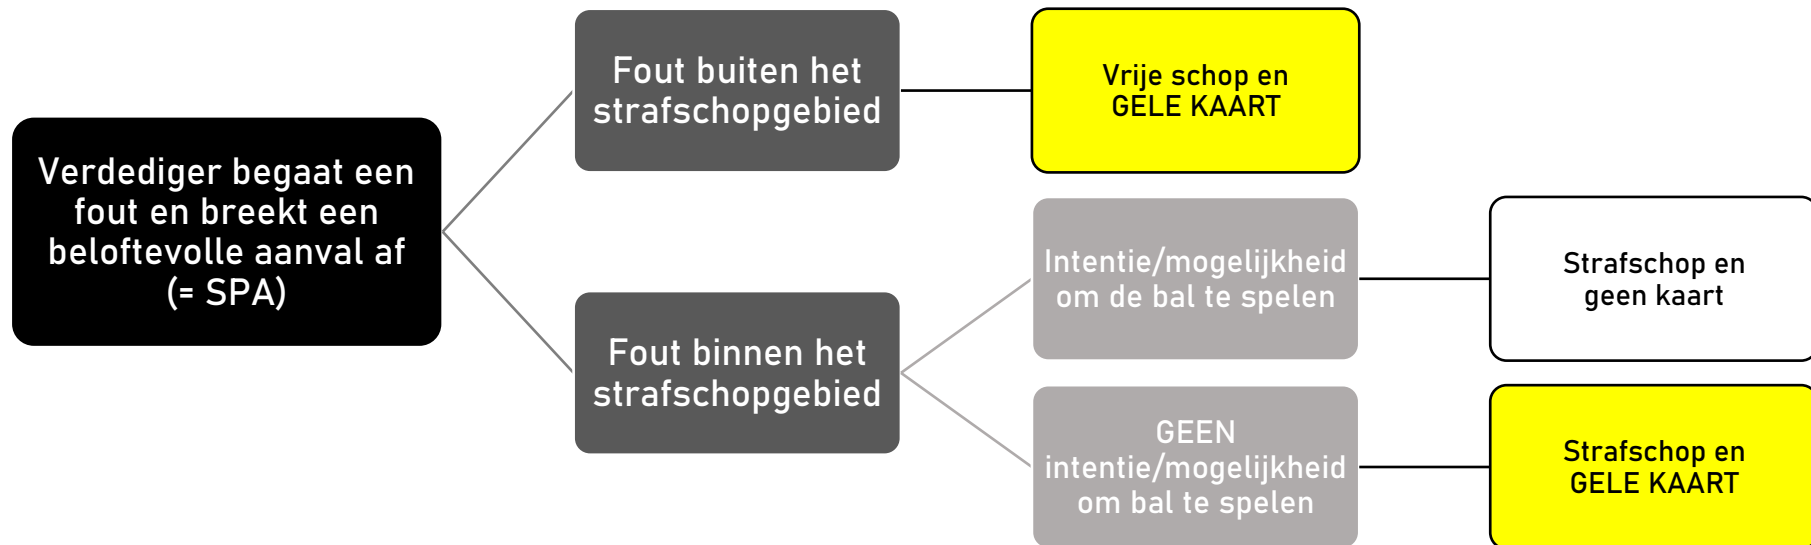 Verdediger begaat een
fout en breekt een
beloftevolle aanval af
(= SPA)
Fout buiten het
strafschopgebied
Vrije schop en
GELE KAART
Fout binnen het
strafschopgebied
Intentie/mogelijkheid
om de bal te spelen
Strafschop en
geen kaart
GEEN
intentie/mogelijkheid
om bal te spelen
Strafschop en
GELE KAART